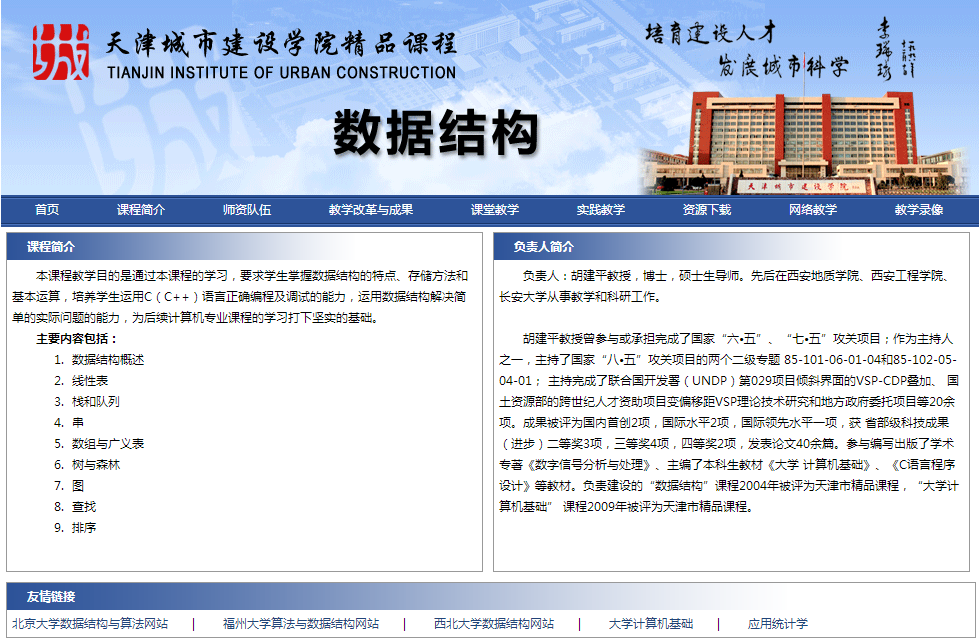 天津城市建设学院精品课程
TIANJIN INSTITUTE OF URBAN CONSTRUCTION
培育建设人才
发展城市科学
李瑞环
数据结构
天津城市建设学院
首页 课程简介 师资队伍 教学改革与成果 课堂教学 实践教学 资源下载 网络教学 教学录像
课程简介
本课程教学目的是通过本课程的学习，要求学生掌握数据结构的特点、存储方法和
基本运算，培养学生运用C（C++）语言正确编程及调试的能力，运用数据结构解决简
单的实际问题的能力，为后续计算机专业课程的学习打下坚实的基础。
主要内容包括：
1. 数据结构概述
2. 线性表
3. 栈和队列
4. 串
5. 数组与广义表
6. 树与森林
7. 图
8. 查找
9. 排序
负责人简介
负责人：胡建平教授，博士，硕士生导师。先后在西安地质学院、西安工程学院、
长安大学从事教学和科研工作。
胡建平教授曾参与或承担完成了国家“六•五”、“七•五”攻关项目；作为主持人
之一，主持了国家“八•五”攻关项目的两个二级专题 85-101-06-01-04和85-102-05-
04-01； 主持完成了联合国开发署（UNDP）第029项目倾斜界面的VSP-CDP叠加、 国
土资源部的跨世纪人才资助项目变偏移距VSP理论技术研究和地方政府委托项目等20余
项。成果被评为国内首创2项，国际水平2项，国际领先水平一项，获 省部级科技成果
（进步）二等奖3项，三等奖4项，四等奖2项，发表论文40余篇。参与编写出版了学术
专著《数字信号分析与处理》、主编了本科生教材《大学 计算机基础》、《C语言程序
设计》等教材。负责建设的“数据结构”课程2004年被评为天津市精品课程，“大学计
算机基础” 课程2009年被评为天津市精品课程。
友情链接
北京大学数据结构与算法网站 | 福州大学算法与数据结构网站 | 西北大学数据结构网站 | 大学计算机基础 | 应用统计学